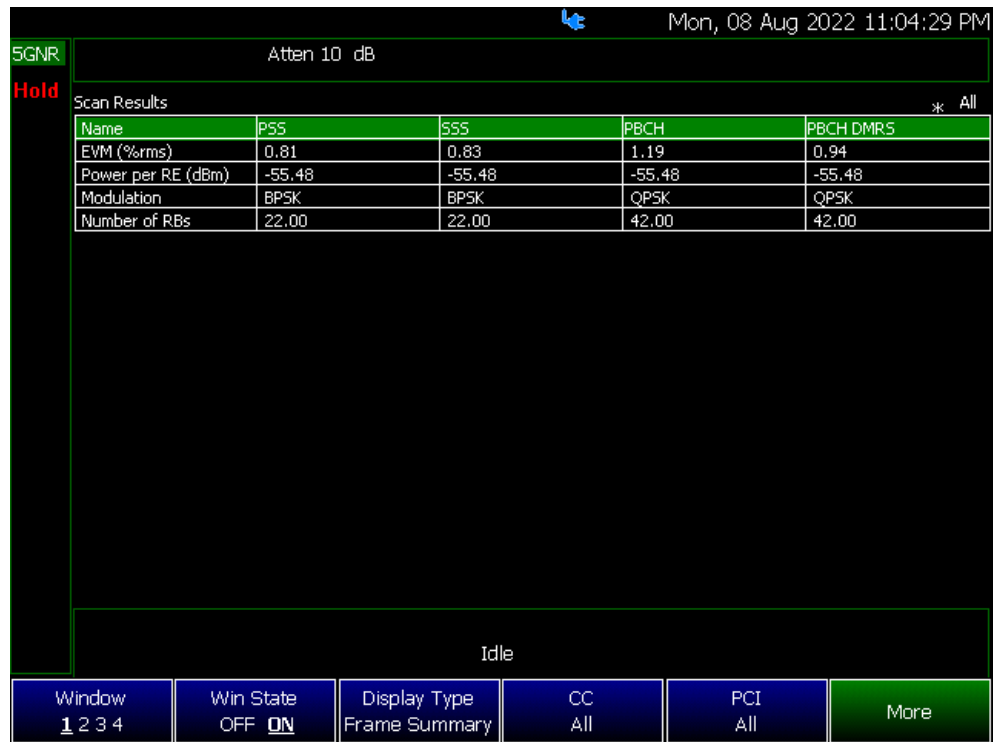 Mon, 08 Aug 2022 11:04:29 PM
5GNR
Atten 10 dB
Hold
Scan Results * All
Name PSS SSS PBCH PBCH DMRS
EVM (%rms) 0.81 0.83 1.19 0.94
Power per RE (dBm) -55.48 -55.48 -55.48 -55.48
Modulation BPSK BPSK QPSK QPSK
Number of RBs 22.00 22.00 42.00 42.00
Idle
Window Win State Display Type CC PCI More
1 2 3 4 OFF ON Frame Summary All All